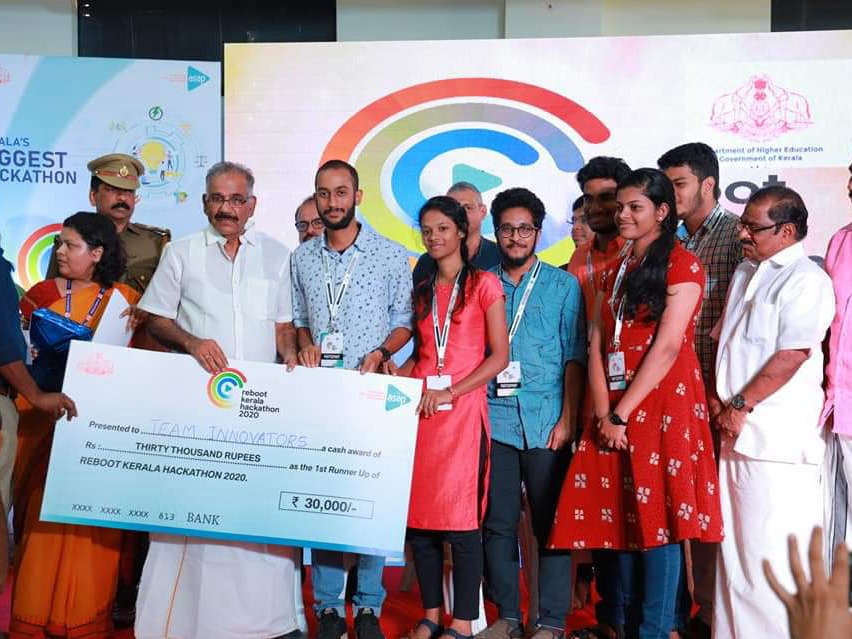 asap
ALA'S
IGGEST
ACKATHON
Department of Higher Education
Government of Kerala
reboot
kerala
hackathon
2020
asap
Presented to TEAM INNOVATORS a cash award of
Rs : THIRTY THOUSAND RUPEES as the 1st Runner Up of
REBOOT KERALA HACKATHON 2020.
₹ 30,000/-
XXXX XXXX XXXX 613 BANK